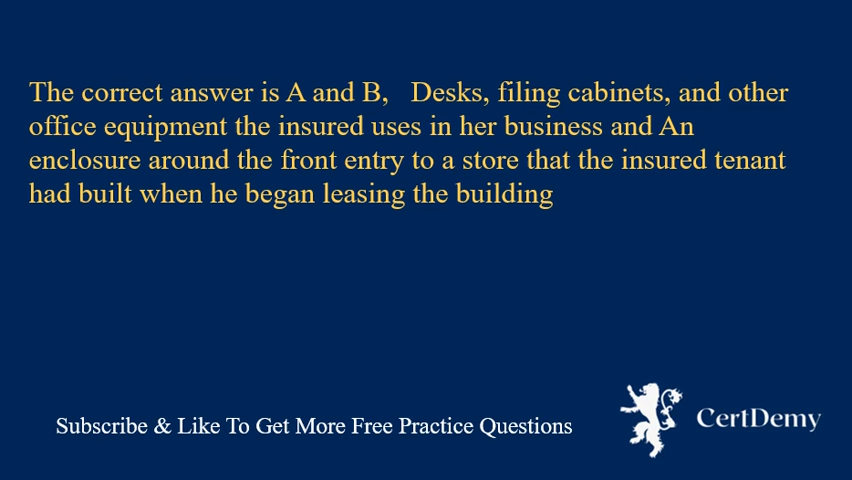 The correct answer is A and B,   Desks, filing cabinets, and other
office equipment the insured uses in her business and An
enclosure around the front entry to a store that the insured tenant
had built when he began leasing the building
Subscribe & Like To Get More Free Practice Questions
CertDemy